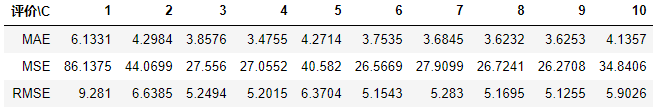 评价\C 1 2 3 4 5 6 7 8 9 10
MAE 6.1331 4.2984 3.8576 3.4755 4.2714 3.7535 3.6845 3.6232 3.6253 4.1357
MSE 86.1375 44.0699 27.556 27.0552 40.582 26.5669 27.9099 26.7241 26.2708 34.8406
RMSE 9.281 6.6385 5.2494 5.2015 6.3704 5.1543 5.283 5.1695 5.1255 5.9026